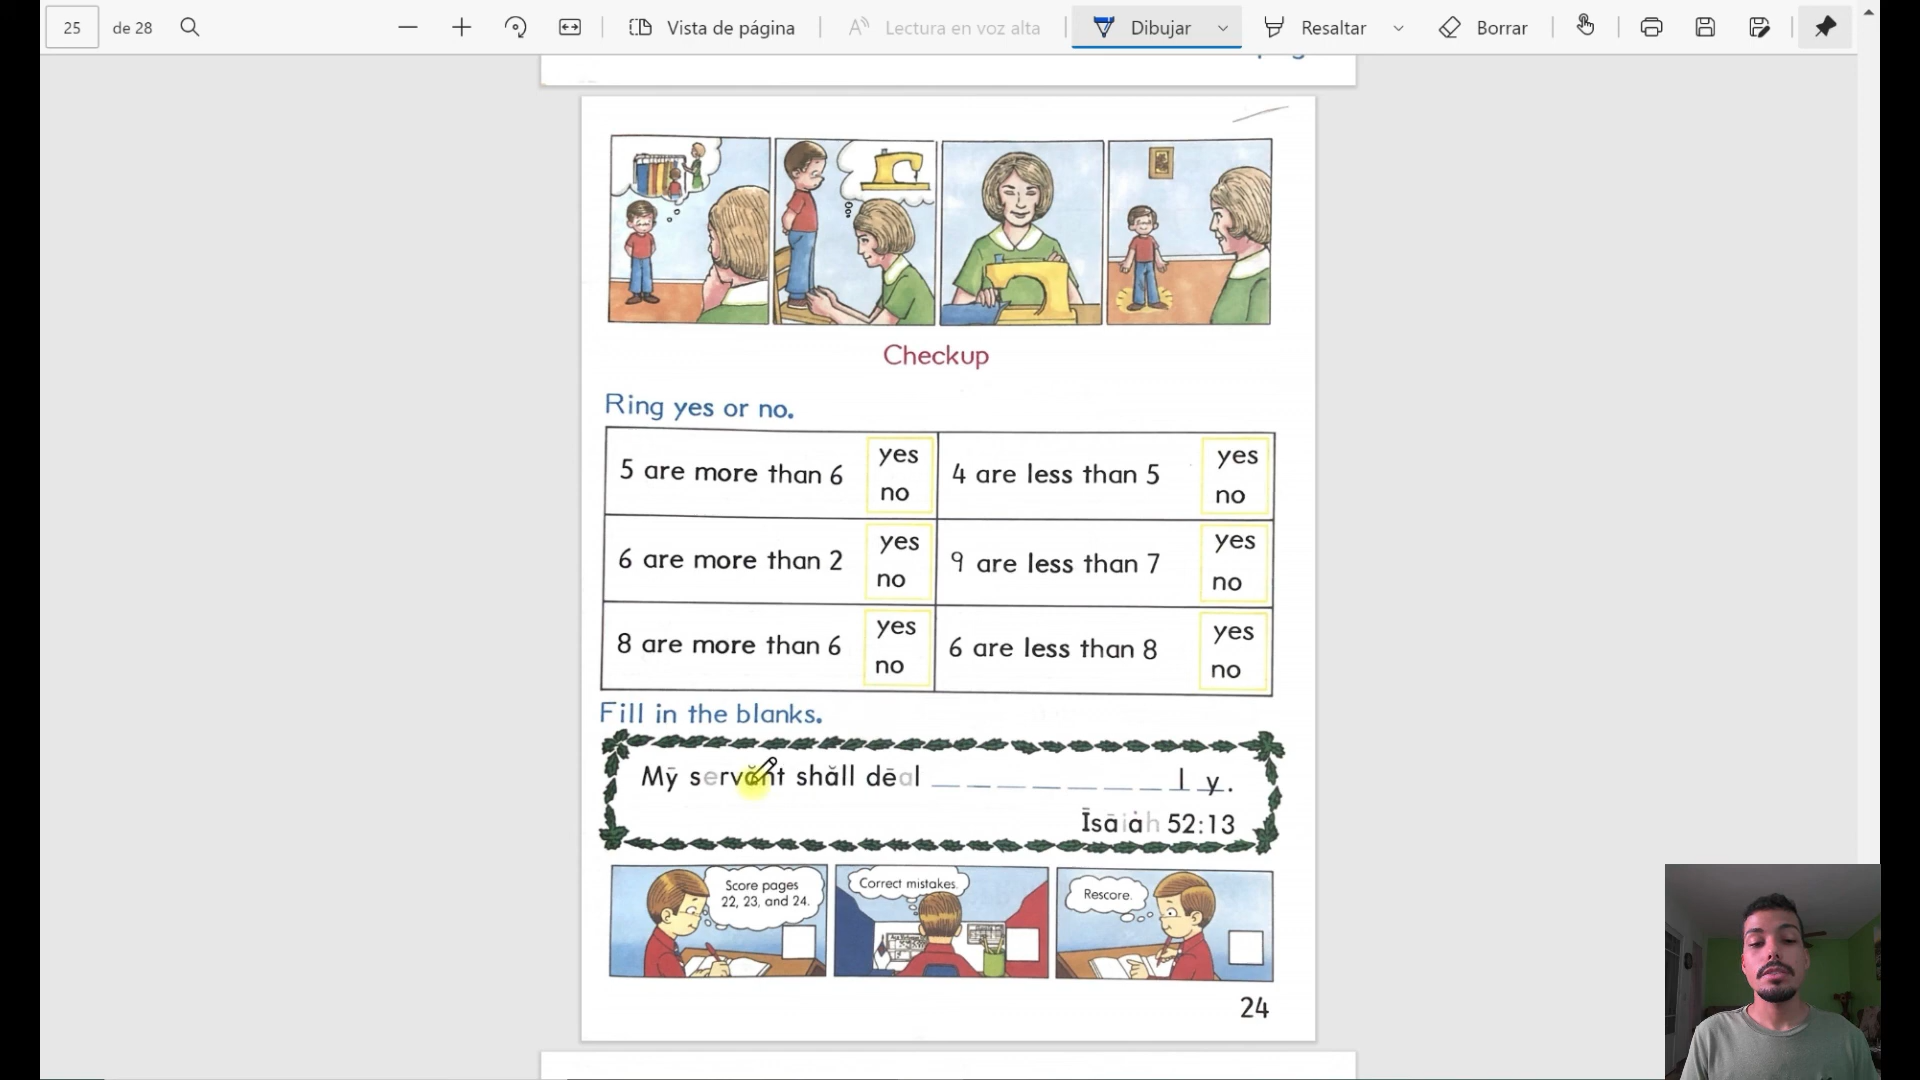 25 de 28 Vista de página Lectura en voz alta Dibujar Resaltar Borrar
Checkup
Ring yes or no.
5 are more than 6 yes no
4 are less than 5 yes no
6 are more than 2 yes no
9 are less than 7 yes no
8 are more than 6 yes no
6 are less than 8 yes no
Fill in the blanks.
Mȳ servănt shăll dēal _ _ _ _ _ _ _ l y.
Īsāiȧh 52:13
Score pages
22, 23, and 24.
Correct mistakes.
Rescore.
24